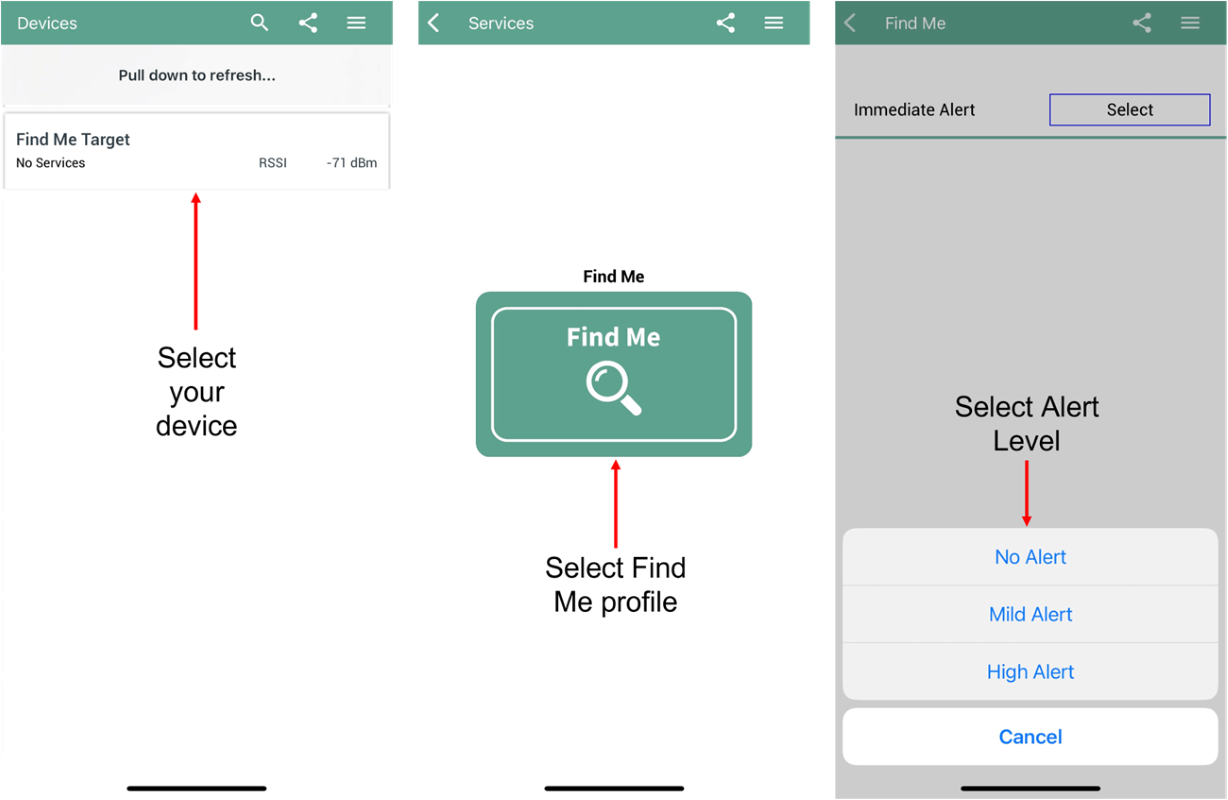 Devices
Pull down to refresh...
Find Me Target
No Services RSSI -71 dBm
Select
your
device
Services
Find Me
Find Me
Select Find
Me profile
Find Me
Immediate Alert Select
Select Alert
Level
No Alert
Mild Alert
High Alert
Cancel